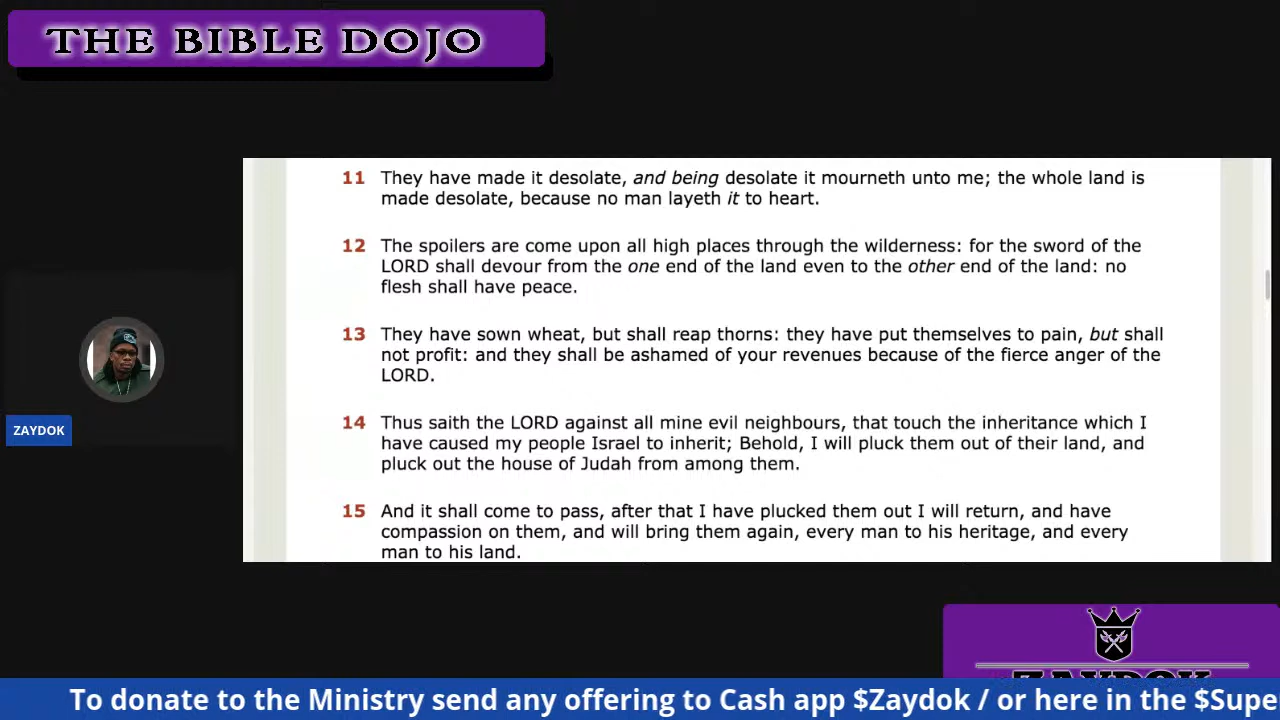 THE BIBLE DOJO
11 They have made it desolate, and being desolate it mourneth unto me; the whole land is
made desolate, because no man layeth it to heart.
12 The spoilers are come upon all high places through the wilderness: for the sword of the
LORD shall devour from the one end of the land even to the other end of the land: no
flesh shall have peace.
13 They have sown wheat, but shall reap thorns: they have put themselves to pain, but shall
not profit: and they shall be ashamed of your revenues because of the fierce anger of the
LORD.
14 Thus saith the LORD against all mine evil neighbours, that touch the inheritance which I
have caused my people Israel to inherit; Behold, I will pluck them out of their land, and
pluck out the house of Judah from among them.
15 And it shall come to pass, after that I have plucked them out I will return, and have
compassion on them, and will bring them again, every man to his heritage, and every
man to his land.
ZAYDOK
ZAYDOK
To donate to the Ministry send any offering to Cash app $Zaydok / or here in the $Supe